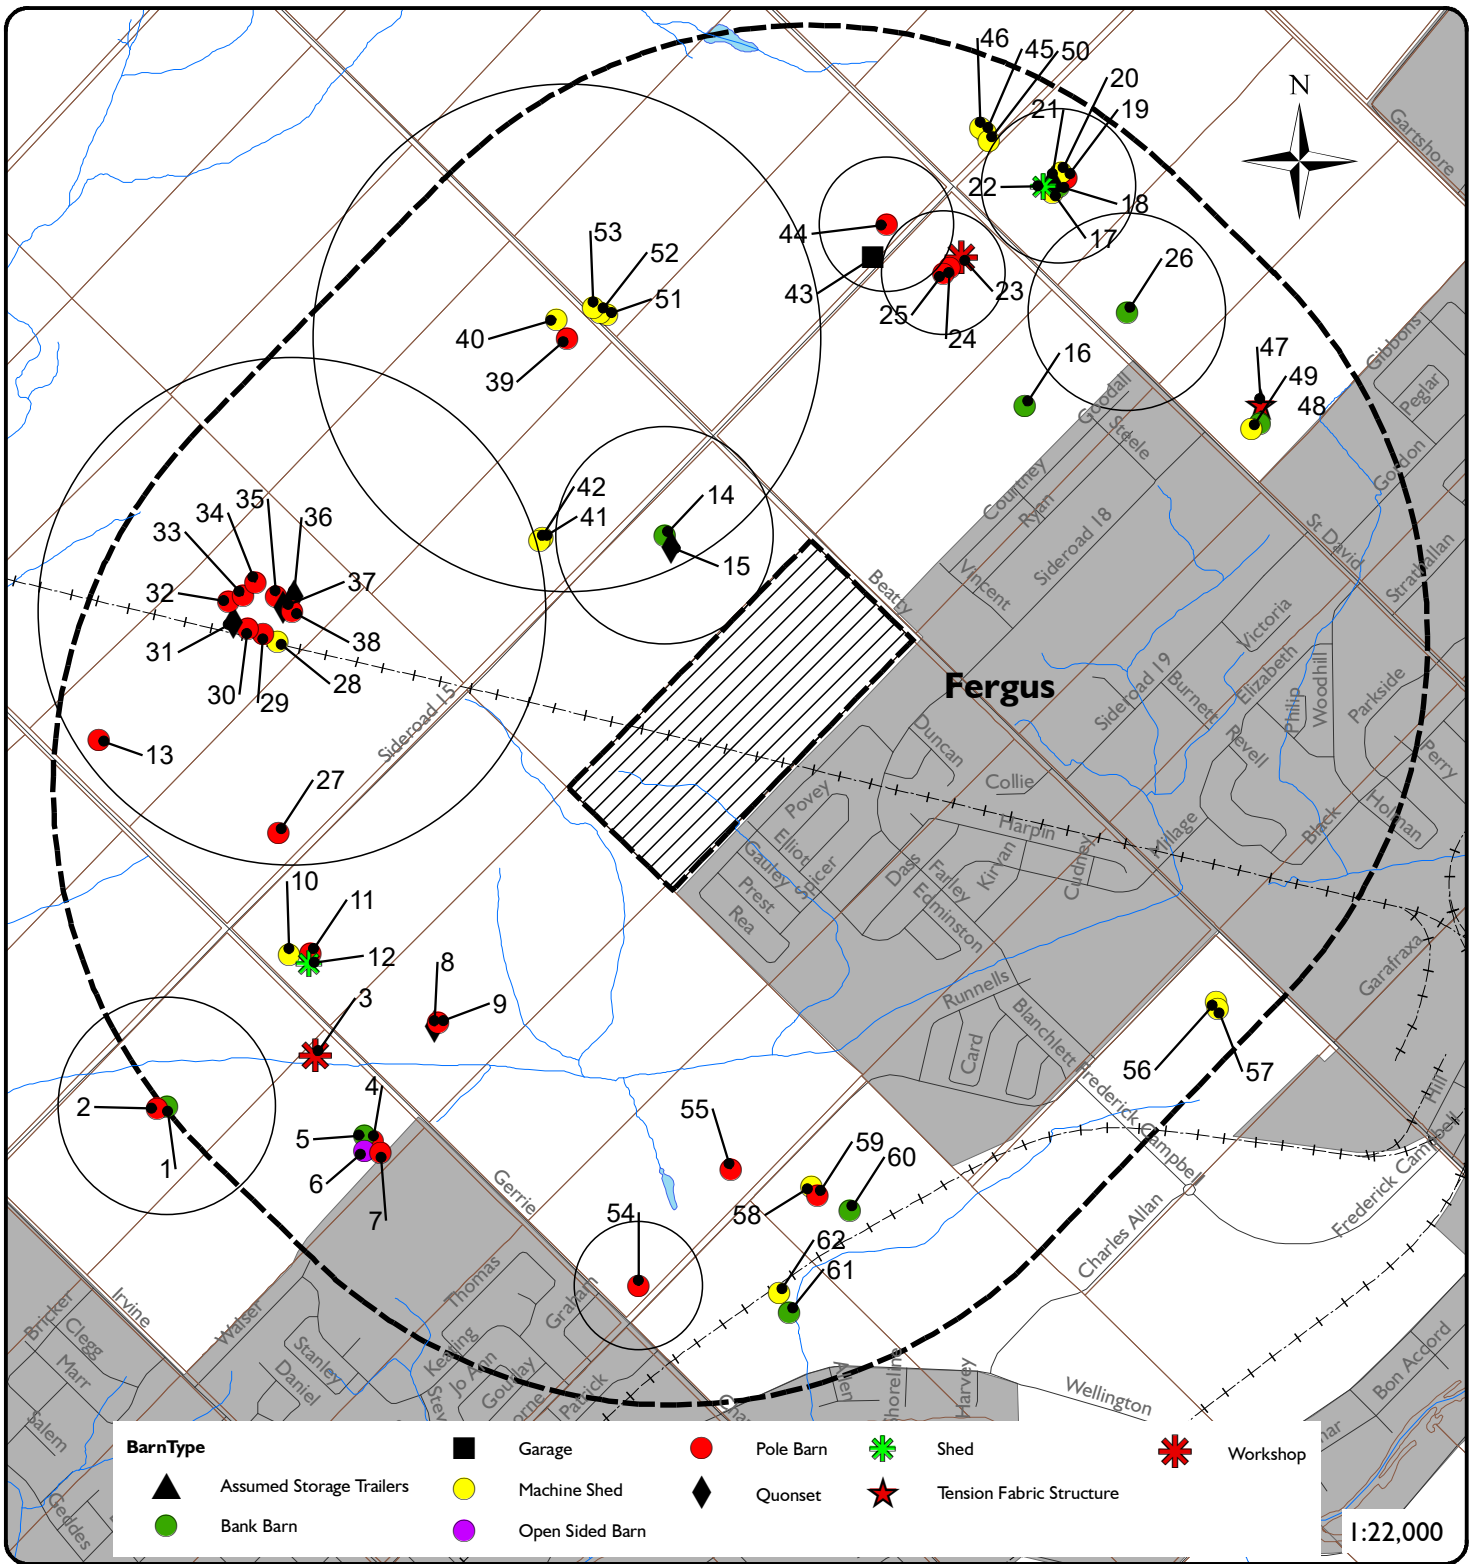 46
45
50
20
21
19
N
Gartshore
22
18
17
44
43
53
52
51
40
39
23
25
24
26
16
47
49
48
Gibbons
Peglar
Goodall
Steele
Courtney
Ryan
Gordon
42
41
14
15
35
36
34
33
37
32
38
31
30
29
28
Sideroad 18
St David
Strathallan
Vincent
Beatty
Victoria
Fergus
Sideroad 19
Burnett
Elizabeth
Philip
Woodhill
Parkside
Revell
Perry
13
Sideroad 15
27
Duncan
Collie
Povey
Harpin
Elliot
Gauley
Spicer
Prest
Rea
Dass
Farley
Edminston
Kirvan
Cudney
Millage
Black
Holman
10
11
12
8
9
3
Garafraxa
Runnells
Blanchlett
Card
56
57
Hill
2
1
4
5
6
7
55
59
60
58
Frederick Campbell
Frederick Campbell
Gerrie
54
62
61
Charles Allan
Irvine
Walser
Thomas
Graham
Bricker
Clegg
Marr
Stanley
Daniel
Keating
Jo Ann
Gourlay
Patrick
Allen
Shoreline
Harvey
Wellington
Bon Accord
Salem
Geddes
BarnType
Assumed Storage Trailers
Bank Barn
Garage
Machine Shed
Open Sided Barn
Pole Barn
Quonset
Shed
Tension Fabric Structure
Workshop
1:22,000